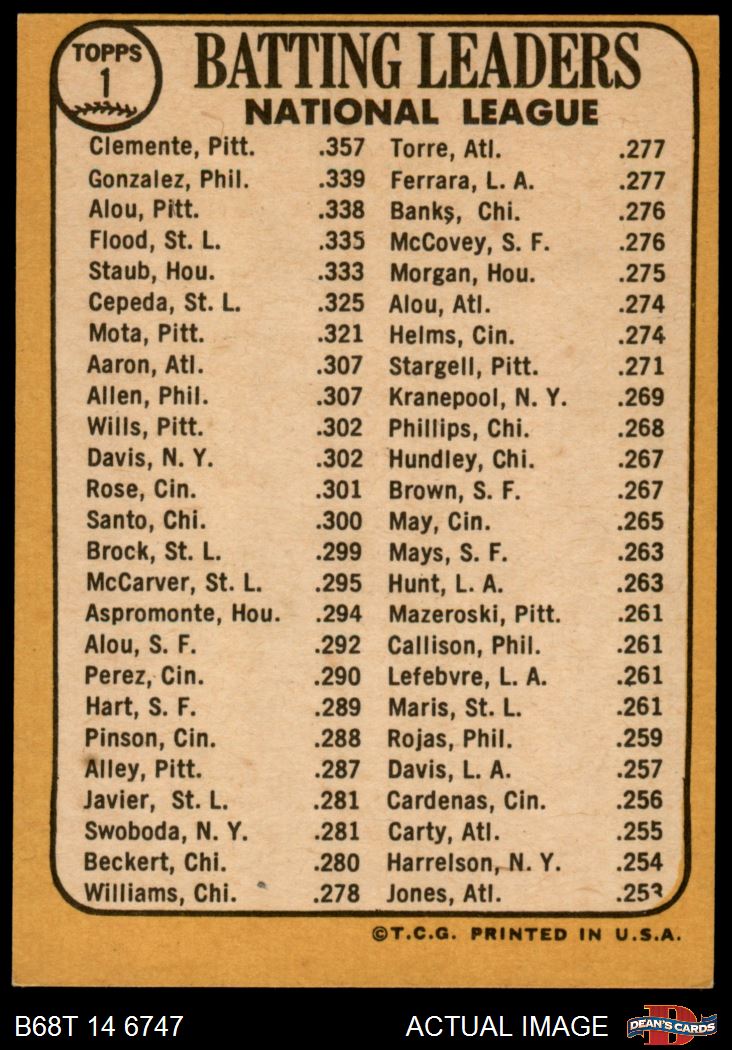 TOPPS
1
BATTING LEADERS
NATIONAL LEAGUE
Clemente, Pitt. .357
Gonzalez, Phil. .339
Alou, Pitt. .338
Flood, St. L. .335
Staub, Hou. .333
Cepeda, St. L. .325
Mota, Pitt. .321
Aaron, Atl. .307
Allen, Phil. .307
Wills, Pitt. .302
Davis, N. Y. .302
Rose, Cin. .301
Santo, Chi. .300
Brock, St. L. .299
McCarver, St. L. .295
Aspromonte, Hou. .294
Alou, S. F. .292
Perez, Cin. .290
Hart, S. F. .289
Pinson, Cin. .288
Alley, Pitt. .287
Javier, St. L. .281
Swoboda, N. Y. .281
Beckert, Chi. .280
Williams, Chi. .278
Torre, Atl. .277
Ferrara, L. A. .277
Banks, Chi. .276
McCovey, S. F. .276
Morgan, Hou. .275
Alou, Atl. .274
Helms, Cin. .274
Stargell, Pitt. .271
Kranepool, N. Y. .269
Phillips, Chi. .268
Hundley, Chi. .267
Brown, S. F. .267
May, Cin. .265
Mays, S. F. .263
Hunt, L. A. .263
Mazeroski, Pitt. .261
Callison, Phil. .261
Lefebvre, L. A. .261
Maris, St. L. .261
Rojas, Phil. .259
Davis, L. A. .257
Cardenas, Cin. .256
Carty, Atl. .255
Harrelson, N. Y. .254
Jones, Atl. .253
©T.C.G. PRINTED IN U.S.A.
B68T 14 6747
ACTUAL IMAGE
D
DEAN'S CARDS